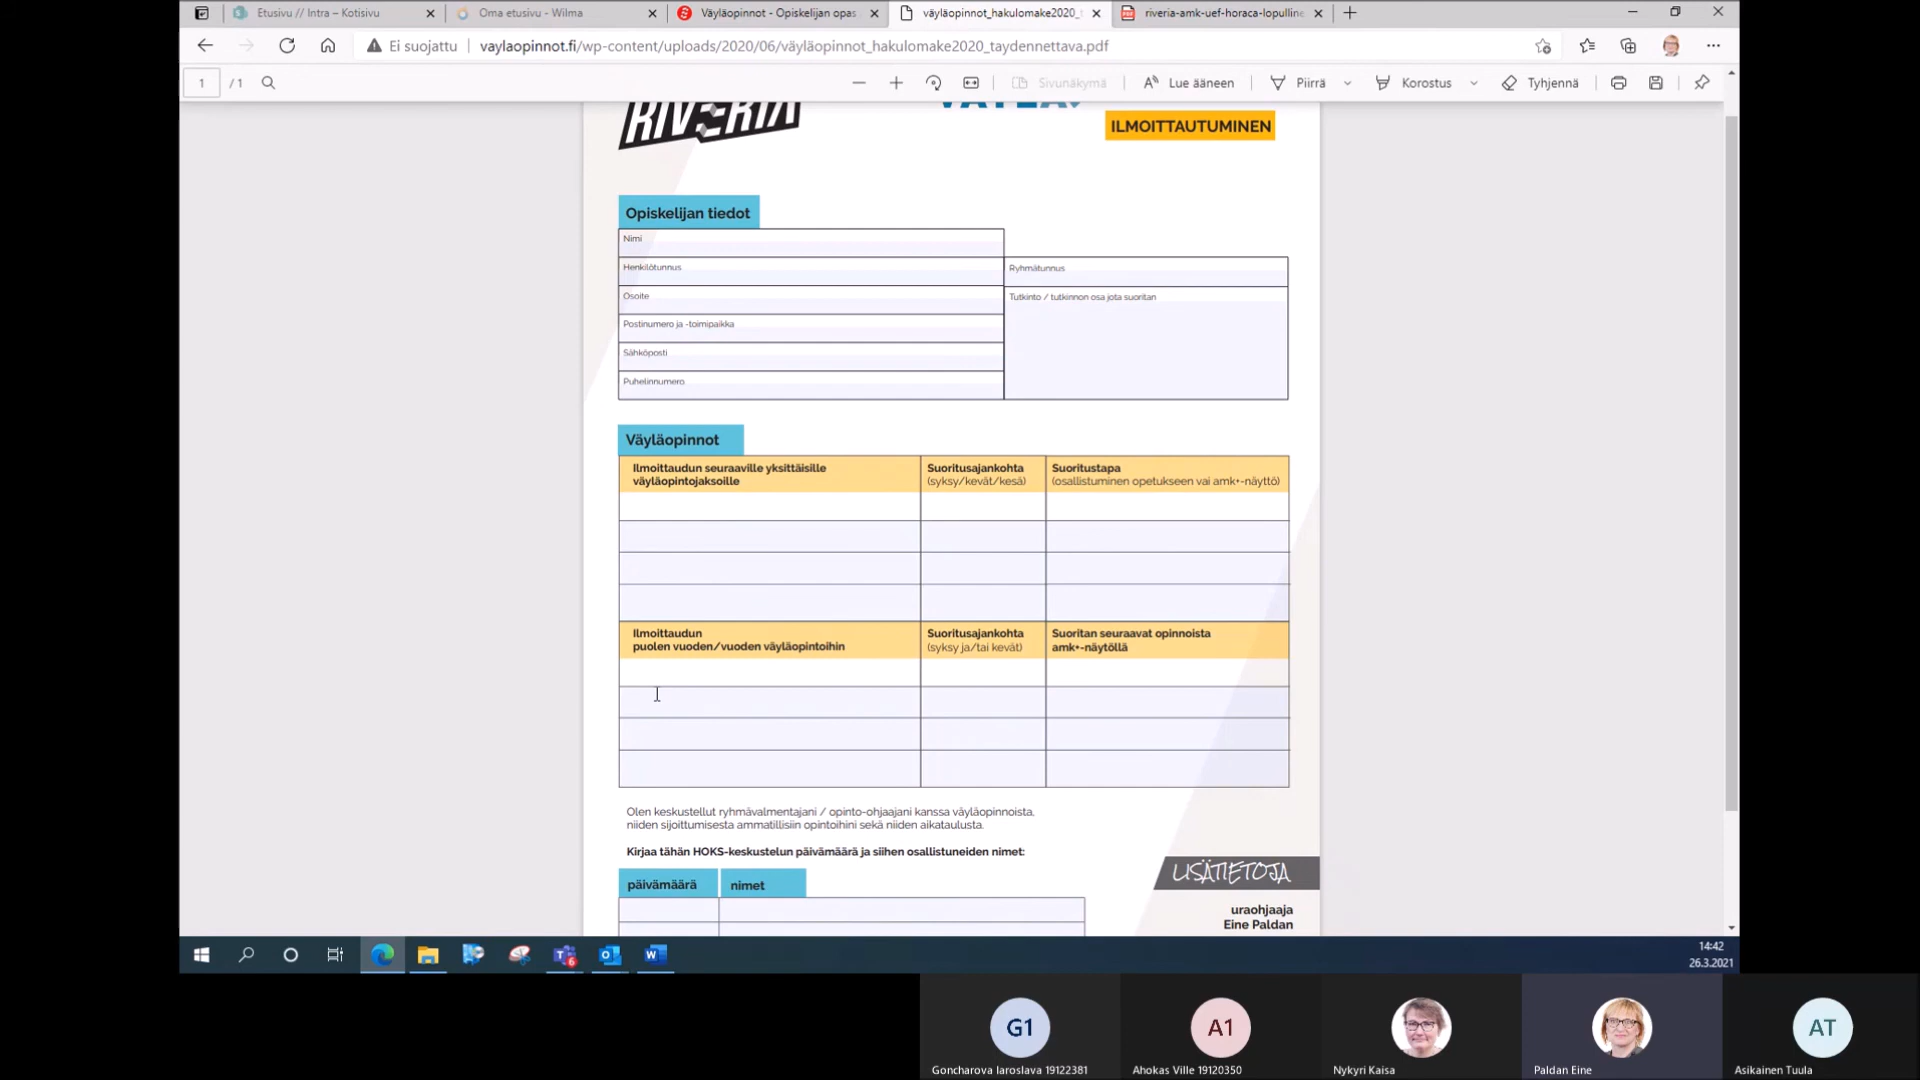 Etusivu // Intra – Kotisivu
Oma etusivu - Wilma
Väyläopinnot - Opiskelijan opas
väyläopinnot_hakulomake2020_t
riveria-amk-uef-horaca-lopulline
Ei suojattu
vaylaopinnot.fi/wp-content/uploads/2020/06/väyläopinnot_hakulomake2020_taydennettava.pdf
1 / 1
Sivunäkymä
Lue ääneen
Piirrä
Korostus
Tyhjennä
RIVERIA
ILMOITTAUTUMINEN
Opiskelijan tiedot
Nimi
Henkilötunnus
Ryhmätunnus
Osoite
Tutkinto / tutkinnon osa jota suoritan
Postinumero ja -toimipaikka
Sähköposti
Puhelinnumero
Väyläopinnot
Ilmoittaudun seuraaville yksittäisille
väyläopintojaksoille
Suoritusajankohta
(syksy/kevät/kesä)
Suoritustapa
(osallistuminen opetukseen vai amk+-näyttö)
Ilmoittaudun
puolen vuoden/vuoden väyläopintoihin
Suoritusajankohta
(syksy ja/tai kevät)
Suoritan seuraavat opinnoista
amk+-näytöllä
Olen keskustellut ryhmävalmentajani / opinto-ohjaajani kanssa väyläopinnoista,
niiden sijoittumisesta ammatillisiin opintoihini sekä niiden aikataulusta.
Kirjaa tähän HOKS-keskustelun päivämäärä ja siihen osallistuneiden nimet:
päivämäärä
nimet
LISÄTIETOJA
uraohjaaja
Eine Paldan
14:42
26.3.2021
G1
A1
AT
Goncharova Iaroslava 19122381
Ahokas Ville 19120350
Nykyri Kaisa
Paldan Eine
Asikainen Tuula